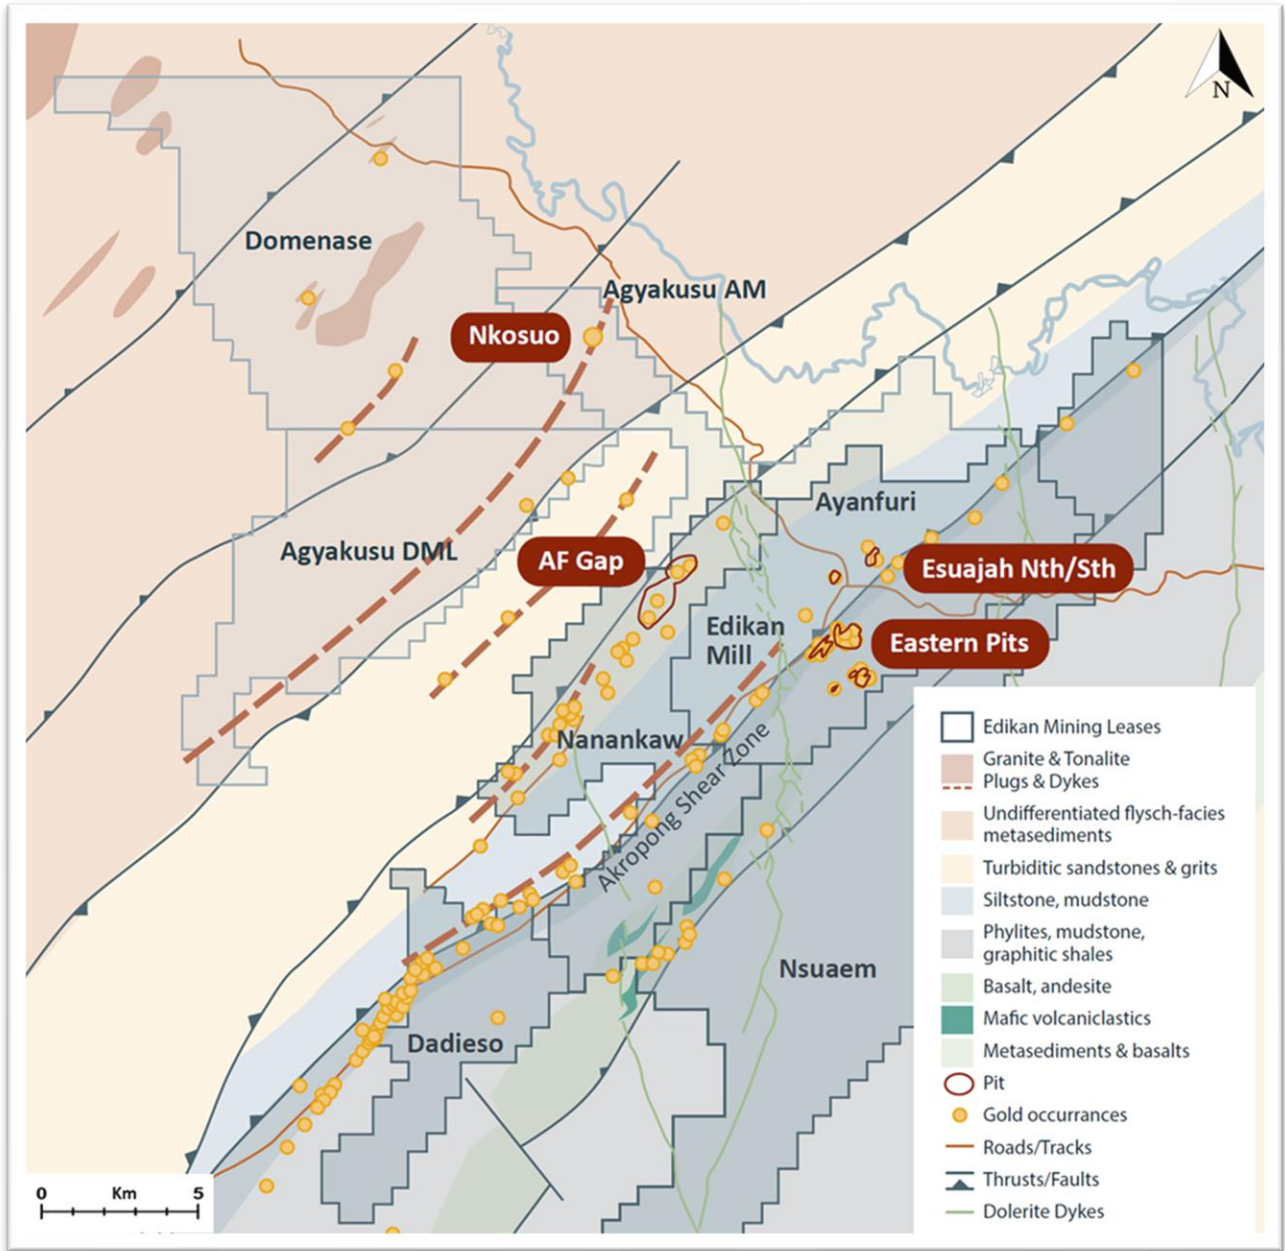 N
Domenase
Agyakusu AM
Nkosuo
Ayanfuri
Agyakusu DML
AF Gap
Esuajah Nth/Sth
Edikan
Mill
Eastern Pits
Nanankaw
Akropong Shear Zone
Nsuaem
Dadieso
Edikan Mining Leases
Granite & Tonalite
Plugs & Dykes
Undifferentiated flysch-facies
metasediments
Turbiditic sandstones & grits
Siltstone, mudstone
Phylites, mudstone,
graphitic shales
Basalt, andesite
Mafic volcaniclastics
Metasediments & basalts
Pit
Gold occurrances
Roads/Tracks
Thrusts/Faults
Dolerite Dykes
0 Km 5